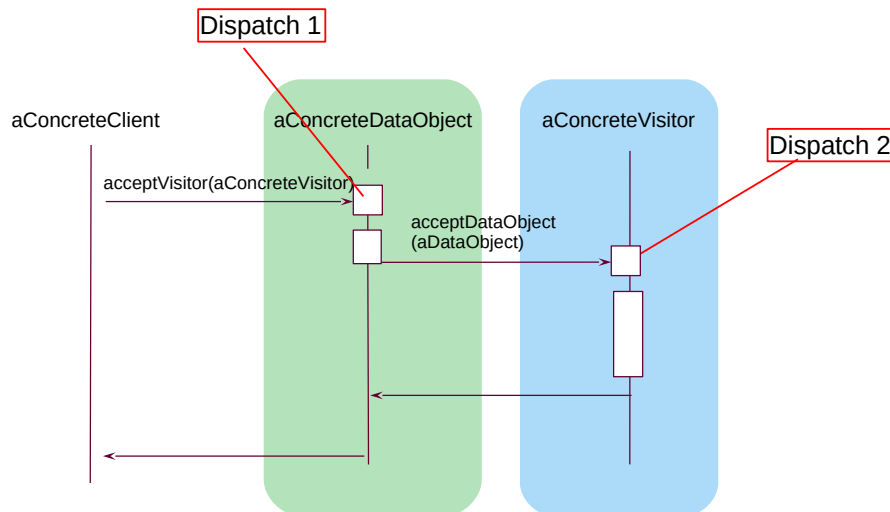 Dispatch 1
aConcreteClient
aConcreteDataObject
aConcreteVisitor
Dispatch 2
acceptVisitor(aConcreteVisitor)
acceptDataObject
(aDataObject)